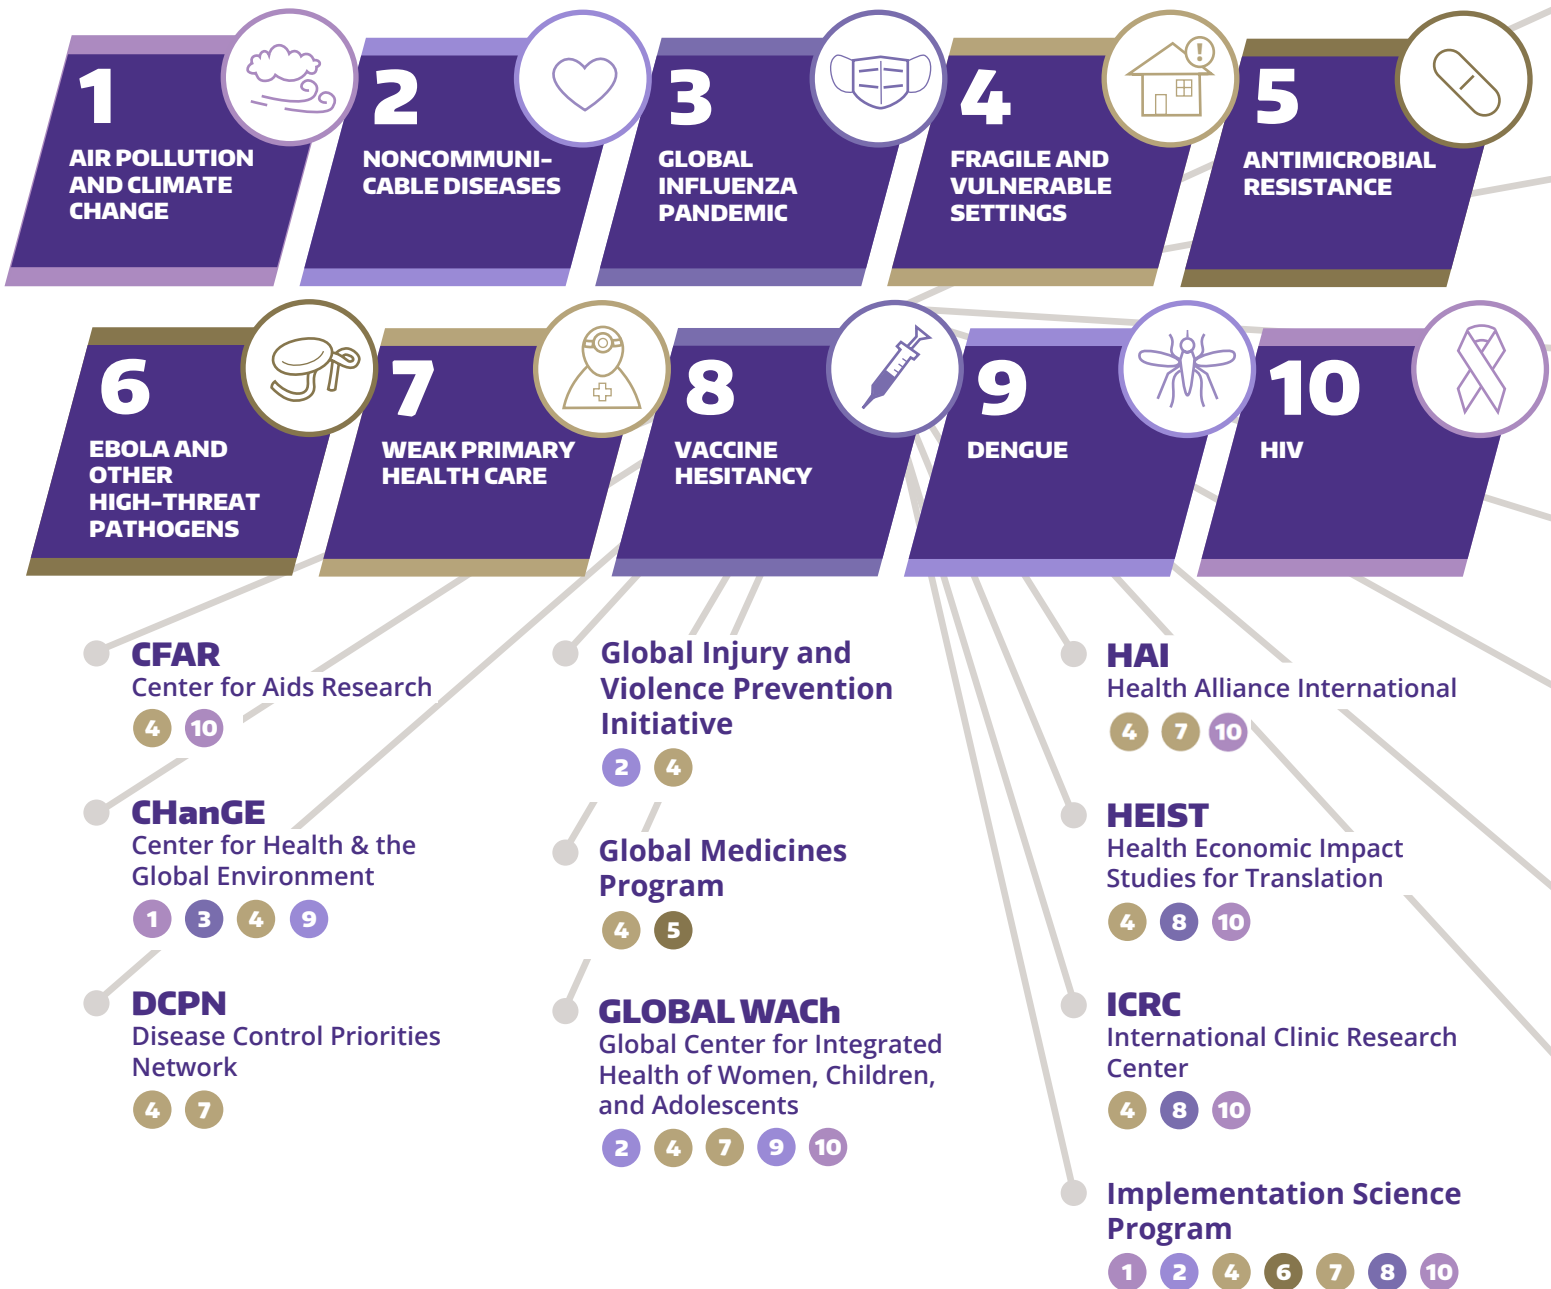 1
AIR POLLUTION
AND CLIMATE
CHANGE
2
NONCOMMUNI-
CABLE DISEASES
3
GLOBAL
INFLUENZA
PANDEMIC
4
FRAGILE AND
VULNERABLE
SETTINGS
!
5
ANTIMICROBIAL
RESISTANCE
6
EBOLA AND
OTHER
HIGH-THREAT
PATHOGENS
7
WEAK PRIMARY
HEALTH CARE
8
VACCINE
HESITANCY
9
DENGUE
10
HIV
CFAR
Center for Aids Research
4 10
CHanGE
Center for Health & the
Global Environment
1 3 4 9
DCPN
Disease Control Priorities
Network
4 7
Global Injury and
Violence Prevention
Initiative
2 4
Global Medicines
Program
4 5
GLOBAL WACh
Global Center for Integrated
Health of Women, Children,
and Adolescents
2 4 7 9 10
HAI
Health Alliance International
4 7 10
HEIST
Health Economic Impact
Studies for Translation
4 8 10
ICRC
International Clinic Research
Center
4 8 10
Implementation Science
Program
1 2 4 6 7 8 10